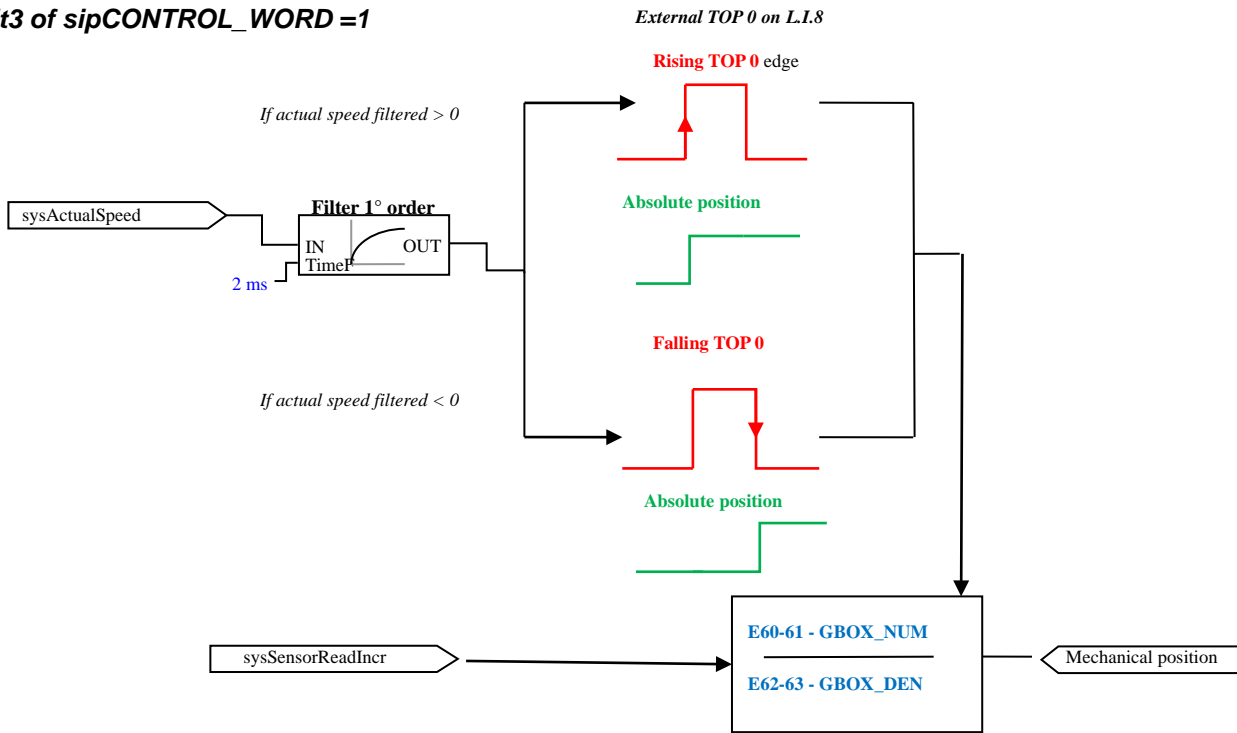 t3 of sipCONTROL_WORD =1
External TOP 0 on L.I.8
Rising TOP 0 edge
If actual speed filtered > 0
Absolute position
sysActualSpeed
Filter 1° order
IN
OUT
TimeF
2 ms
Falling TOP 0
If actual speed filtered < 0
Absolute position
E60-61 - GBOX_NUM
sysSensorReadIncr
Mechanical position
E62-63 - GBOX_DEN